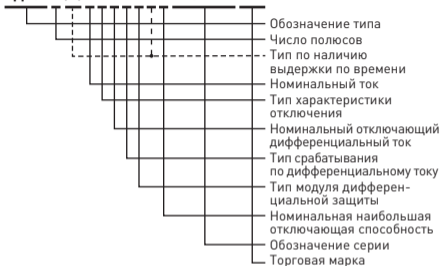 Обозначение типа
Число полюсов
Тип по наличию
выдержки по времени
Номинальный ток
Тип характеристики
отключения
Номинальный отключающий
дифференциальный ток
Тип срабатывания
по дифференциальному току
Тип модуля дифферен-
циальной защиты
Номинальная наибольшая
отключающая способность
Обозначение серии
Торговая марка